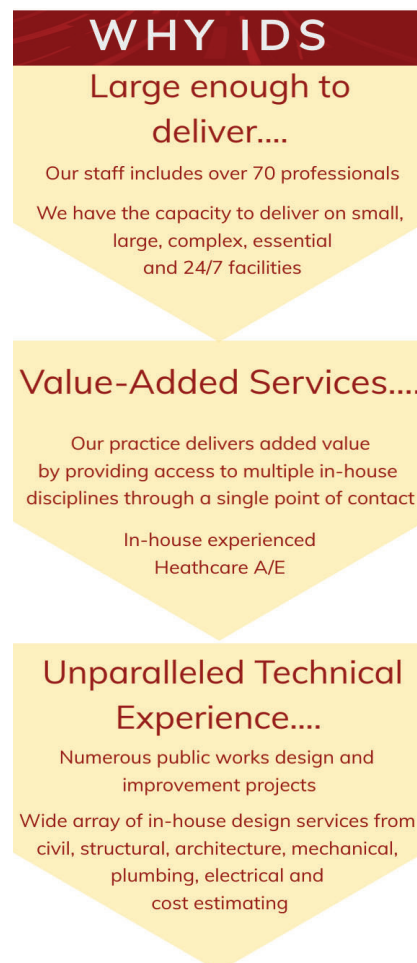 WHY IDS
Large enough to
deliver....
Our staff includes over 70 professionals
We have the capacity to deliver on small,
large, complex, essential
and 24/7 facilities
Value-Added Services....
Our practice delivers added value
by providing access to multiple in-house
disciplines through a single point of contact
In-house experienced
Heathcare A/E
Unparalleled Technical
Experience....
Numerous public works design and
improvement projects
Wide array of in-house design services from
civil, structural, architecture, mechanical,
plumbing, electrical and
cost estimating